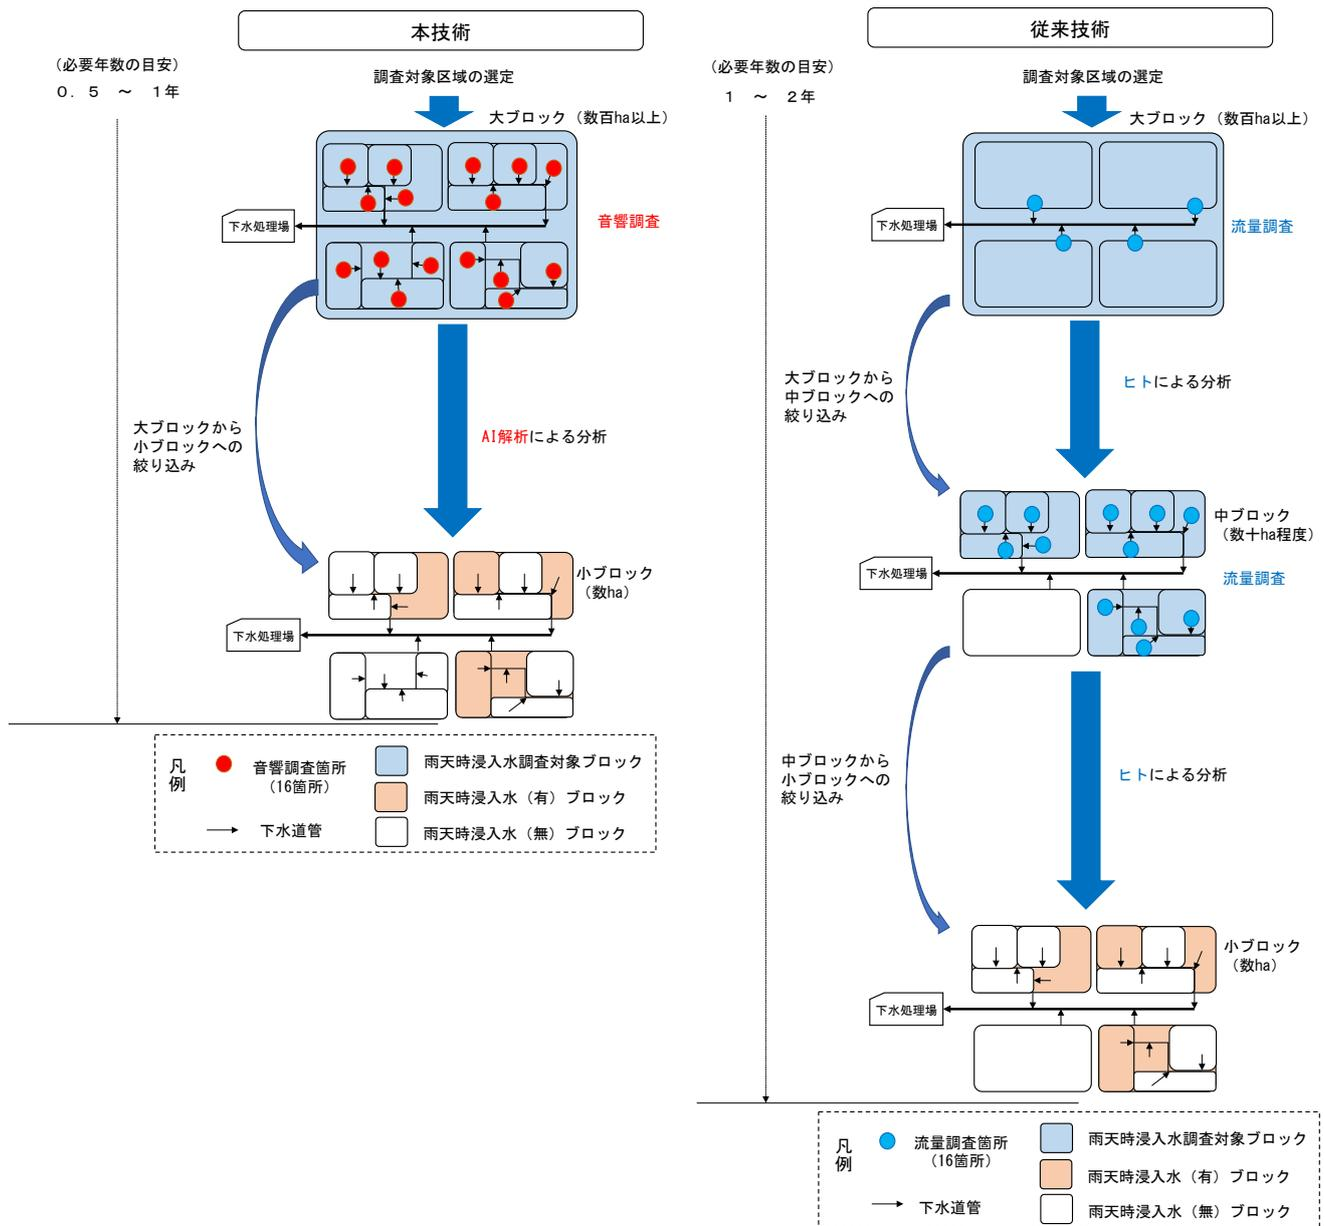 本技術
（必要年数の目安）
０．５　～　１年
調査対象区域の選定
大ブロック（数百ha以上）
下水処理場
音響調査
大ブロックから
小ブロックへの
絞り込み
AI解析による分析
小ブロック
（数ha）
下水処理場
凡
例
音響調査箇所
（16箇所）
下水道管
雨天時浸入水調査対象ブロック
雨天時浸入水（有）ブロック
雨天時浸入水（無）ブロック
従来技術
（必要年数の目安）
１　～　２年
調査対象区域の選定
大ブロック（数百ha以上）
下水処理場
流量調査
大ブロックから
中ブロックへの
絞り込み
ヒトによる分析
中ブロック
（数十ha程度）
下水処理場
流量調査
中ブロックから
小ブロックへの
絞り込み
ヒトによる分析
小ブロック
（数ha）
下水処理場
凡
例
流量調査箇所
（16箇所）
下水道管
雨天時浸入水調査対象ブロック
雨天時浸入水（有）ブロック
雨天時浸入水（無）ブロック